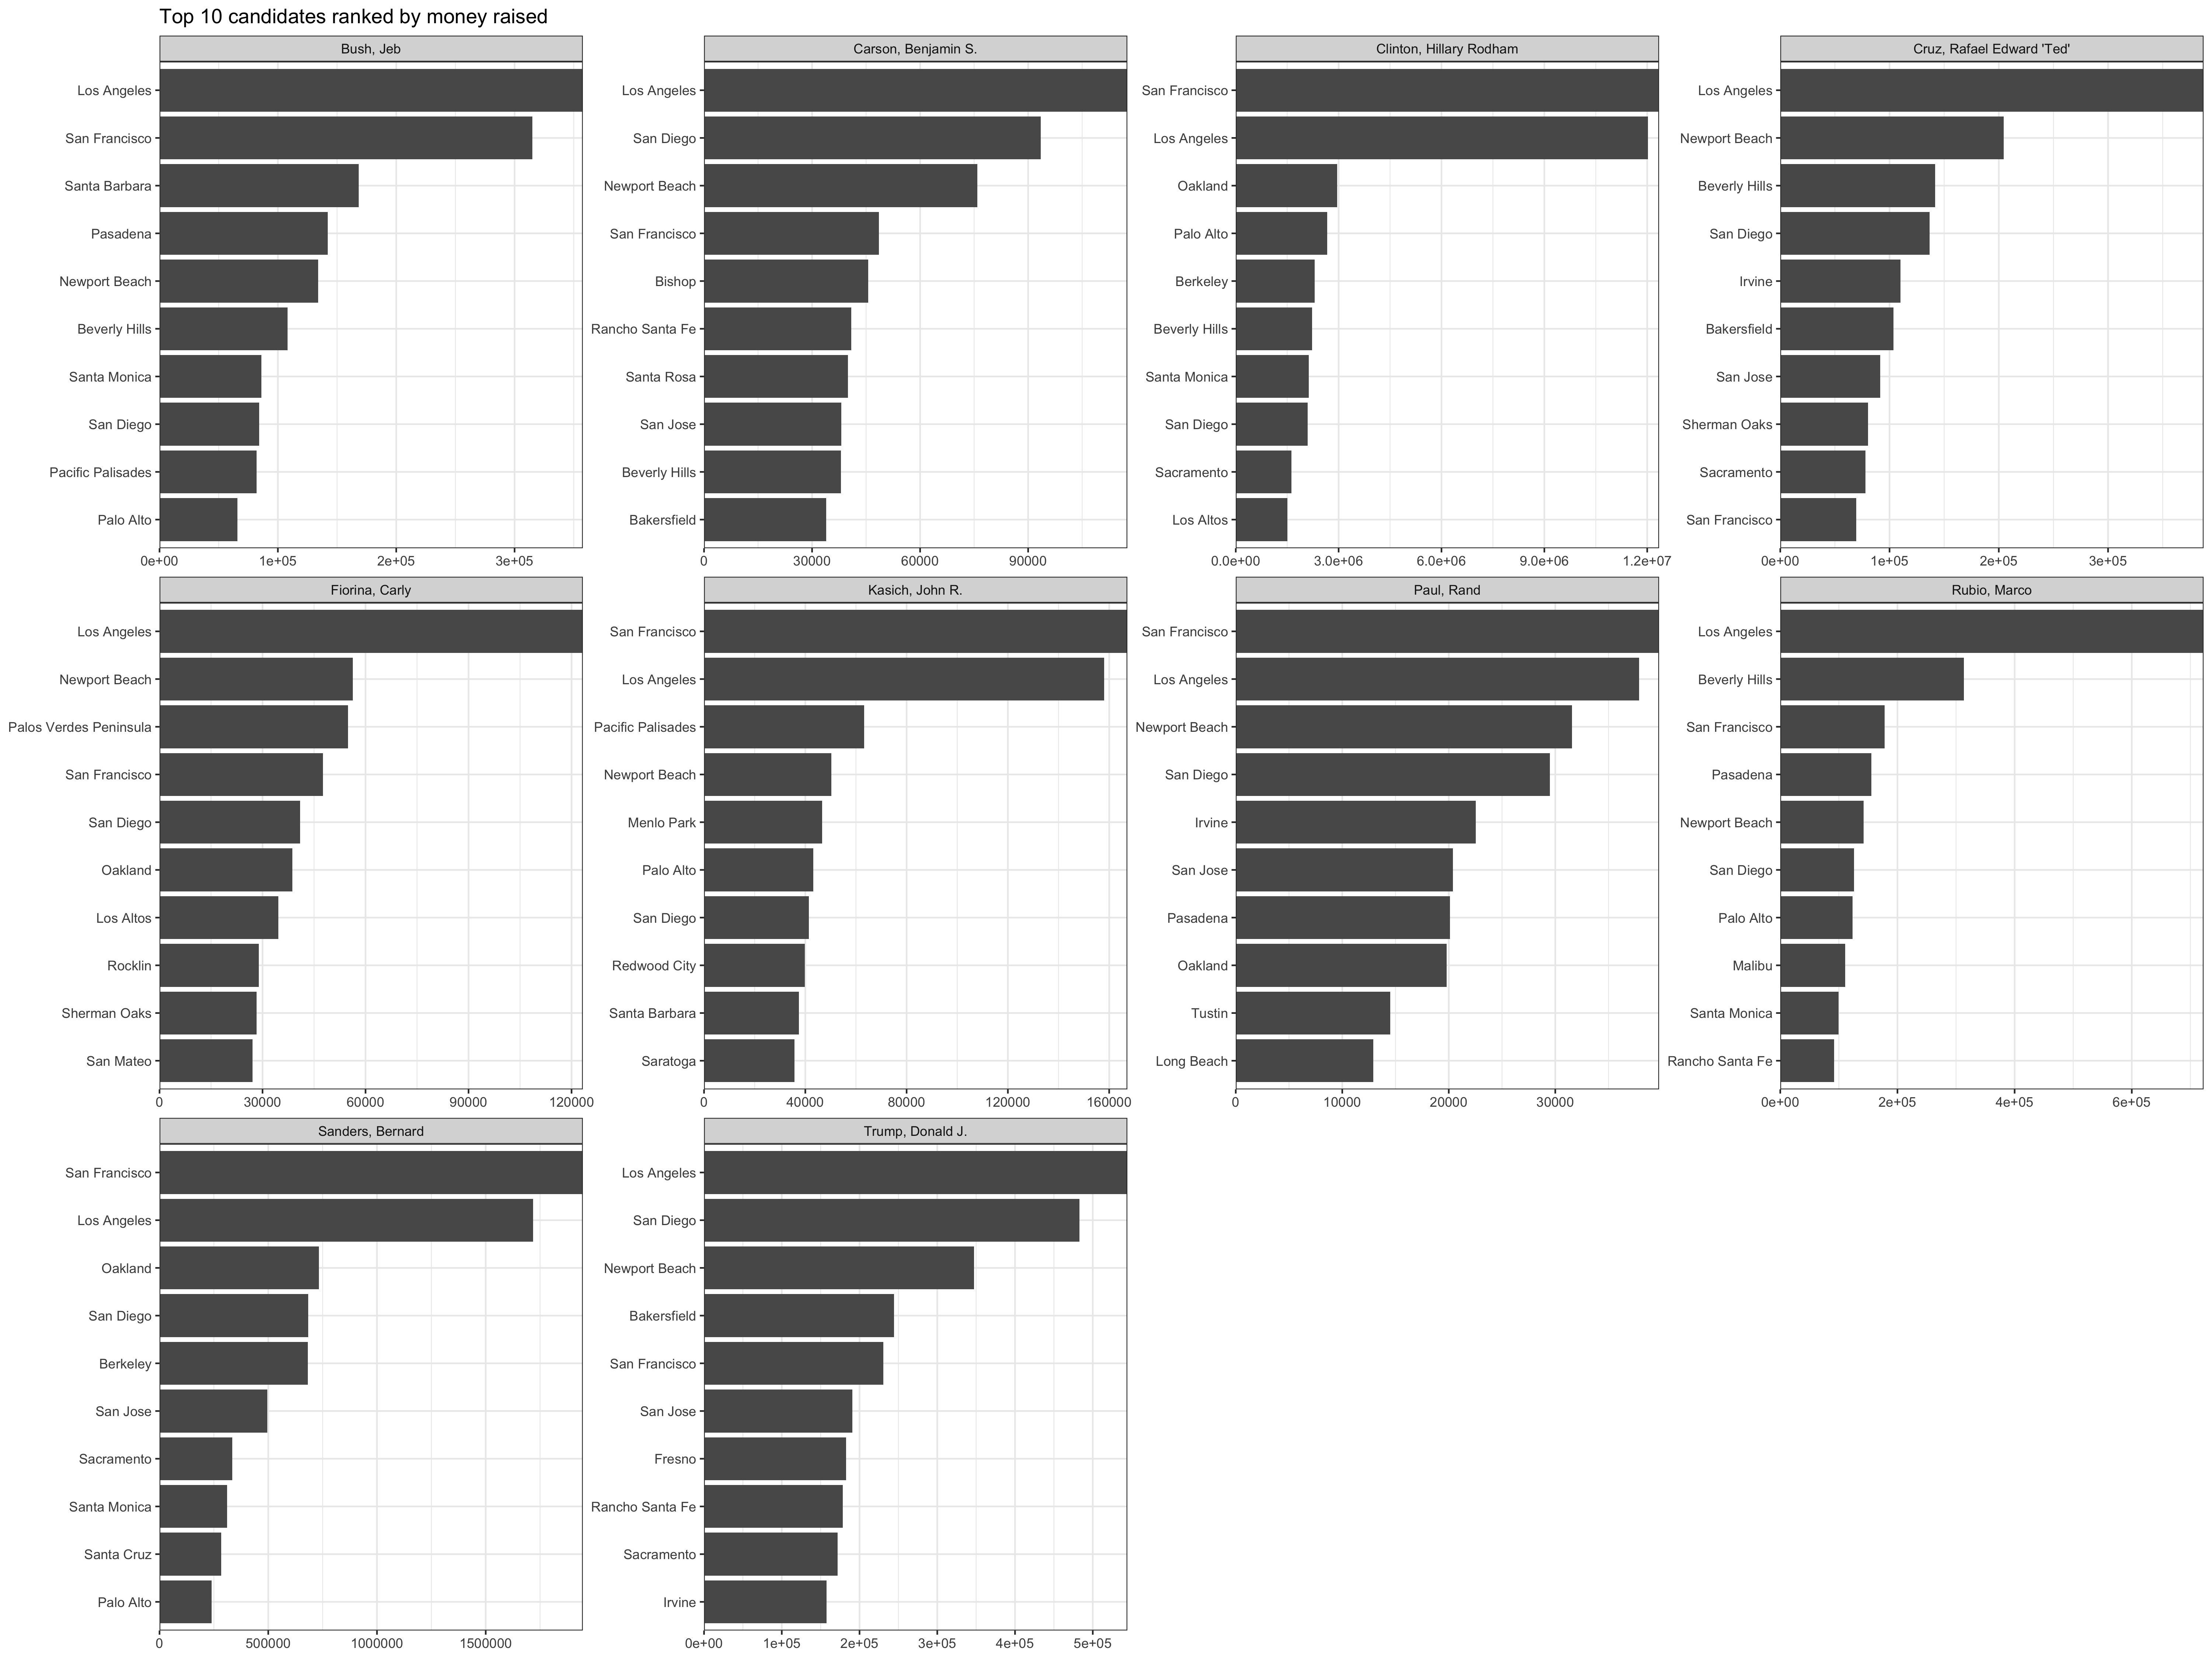 Top 10 candidates ranked by money raised
Bush, Jeb
Los Angeles
San Francisco
Santa Barbara
Pasadena
Newport Beach
Beverly Hills
Santa Monica
San Diego
Pacific Palisades
Palo Alto
0e+00 1e+05 2e+05 3e+05
Carson, Benjamin S.
Los Angeles
San Diego
Newport Beach
San Francisco
Bishop
Rancho Santa Fe
Santa Rosa
San Jose
Beverly Hills
Bakersfield
0 30000 60000 90000
Clinton, Hillary Rodham
San Francisco
Los Angeles
Oakland
Palo Alto
Berkeley
Beverly Hills
Santa Monica
San Diego
Sacramento
Los Altos
0.0e+00 3.0e+06 6.0e+06 9.0e+06 1.2e+07
Cruz, Rafael Edward 'Ted'
Los Angeles
Newport Beach
Beverly Hills
San Diego
Irvine
Bakersfield
San Jose
Sherman Oaks
Sacramento
San Francisco
0e+00 1e+05 2e+05 3e+05
Fiorina, Carly
Los Angeles
Newport Beach
Palos Verdes Peninsula
San Francisco
San Diego
Oakland
Los Altos
Rocklin
Sherman Oaks
San Mateo
0 30000 60000 90000 120000
Kasich, John R.
San Francisco
Los Angeles
Pacific Palisades
Newport Beach
Menlo Park
Palo Alto
San Diego
Redwood City
Santa Barbara
Saratoga
0 40000 80000 120000 160000
Paul, Rand
San Francisco
Los Angeles
Newport Beach
San Diego
Irvine
San Jose
Pasadena
Oakland
Tustin
Long Beach
0 10000 20000 30000
Rubio, Marco
Los Angeles
Beverly Hills
San Francisco
Pasadena
Newport Beach
San Diego
Palo Alto
Malibu
Santa Monica
Rancho Santa Fe
0e+00 2e+05 4e+05 6e+05
Sanders, Bernard
San Francisco
Los Angeles
Oakland
San Diego
Berkeley
San Jose
Sacramento
Santa Monica
Santa Cruz
Palo Alto
0 500000 1000000 1500000
Trump, Donald J.
Los Angeles
San Diego
Newport Beach
Bakersfield
San Francisco
San Jose
Fresno
Rancho Santa Fe
Sacramento
Irvine
0e+00 1e+05 2e+05 3e+05 4e+05 5e+05